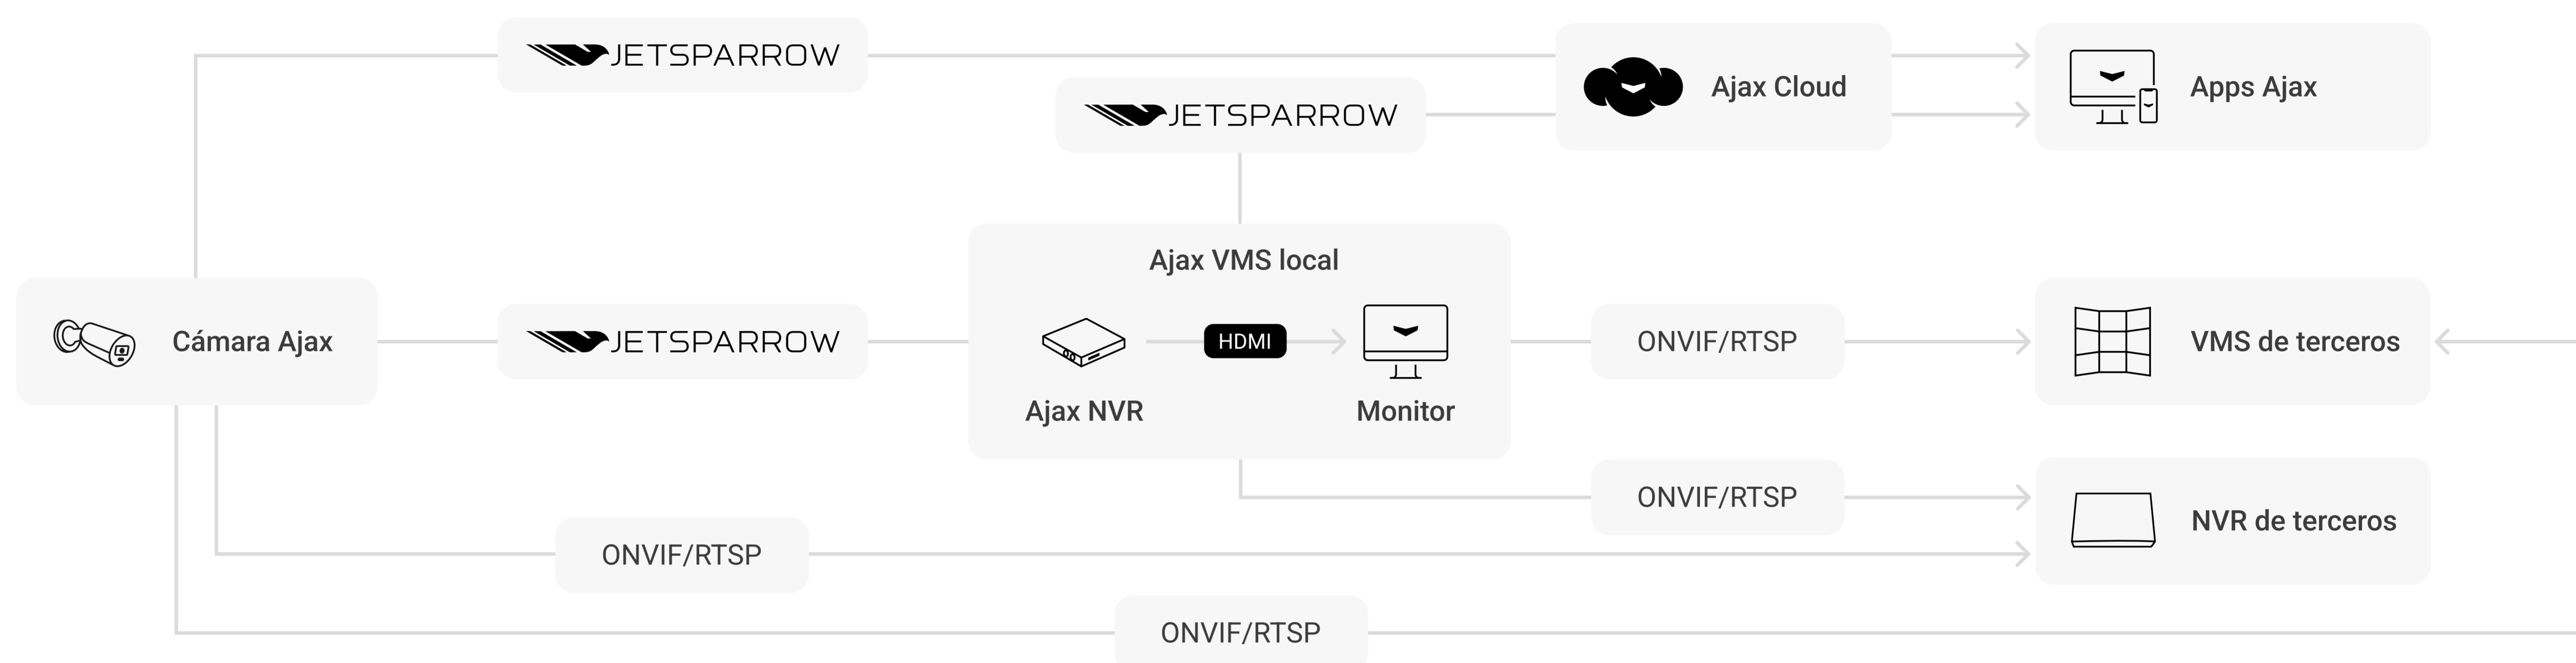 JETSPARROW
Ajax Cloud
Apps Ajax
JETSPARROW
Ajax VMS local
Cámara Ajax
JETSPARROW
HDMI
ONVIF/RTSP
VMS de terceros
Ajax NVR
Monitor
ONVIF/RTSP
NVR de terceros
ONVIF/RTSP
ONVIF/RTSP